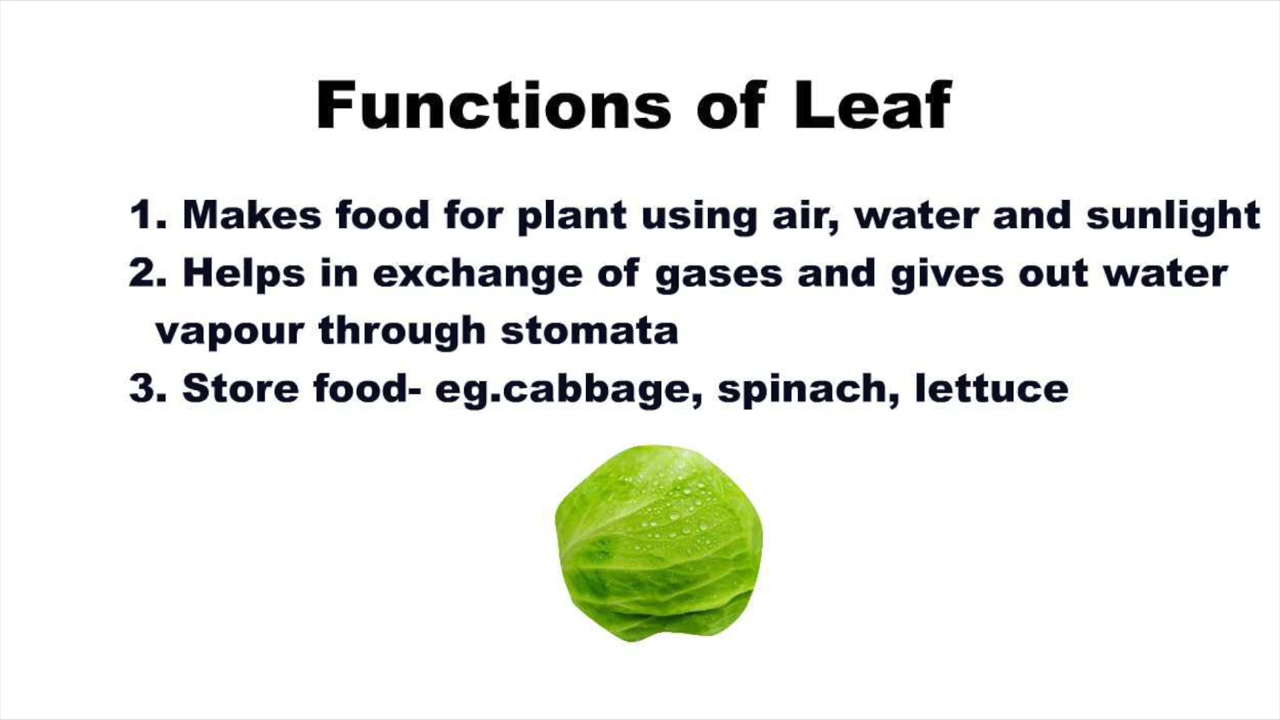 Functions of Leaf
1. Makes food for plant using air, water and sunlight
2. Helps in exchange of gases and gives out water
vapour through stomata
3. Store food- eg.cabbage, spinach, lettuce